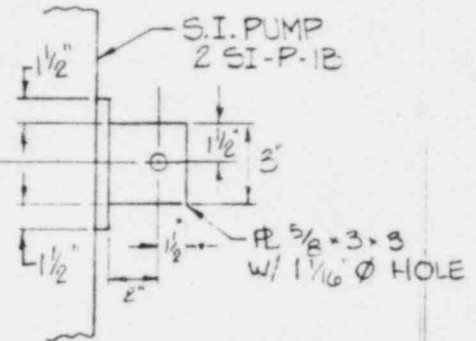 S.I. PUMP
2 SI-P-1B
1½"
1½"
3"
1½"
1½"
2"
PL 5/8 × 3 ×
W/ 1 1/16" Ø HOLE